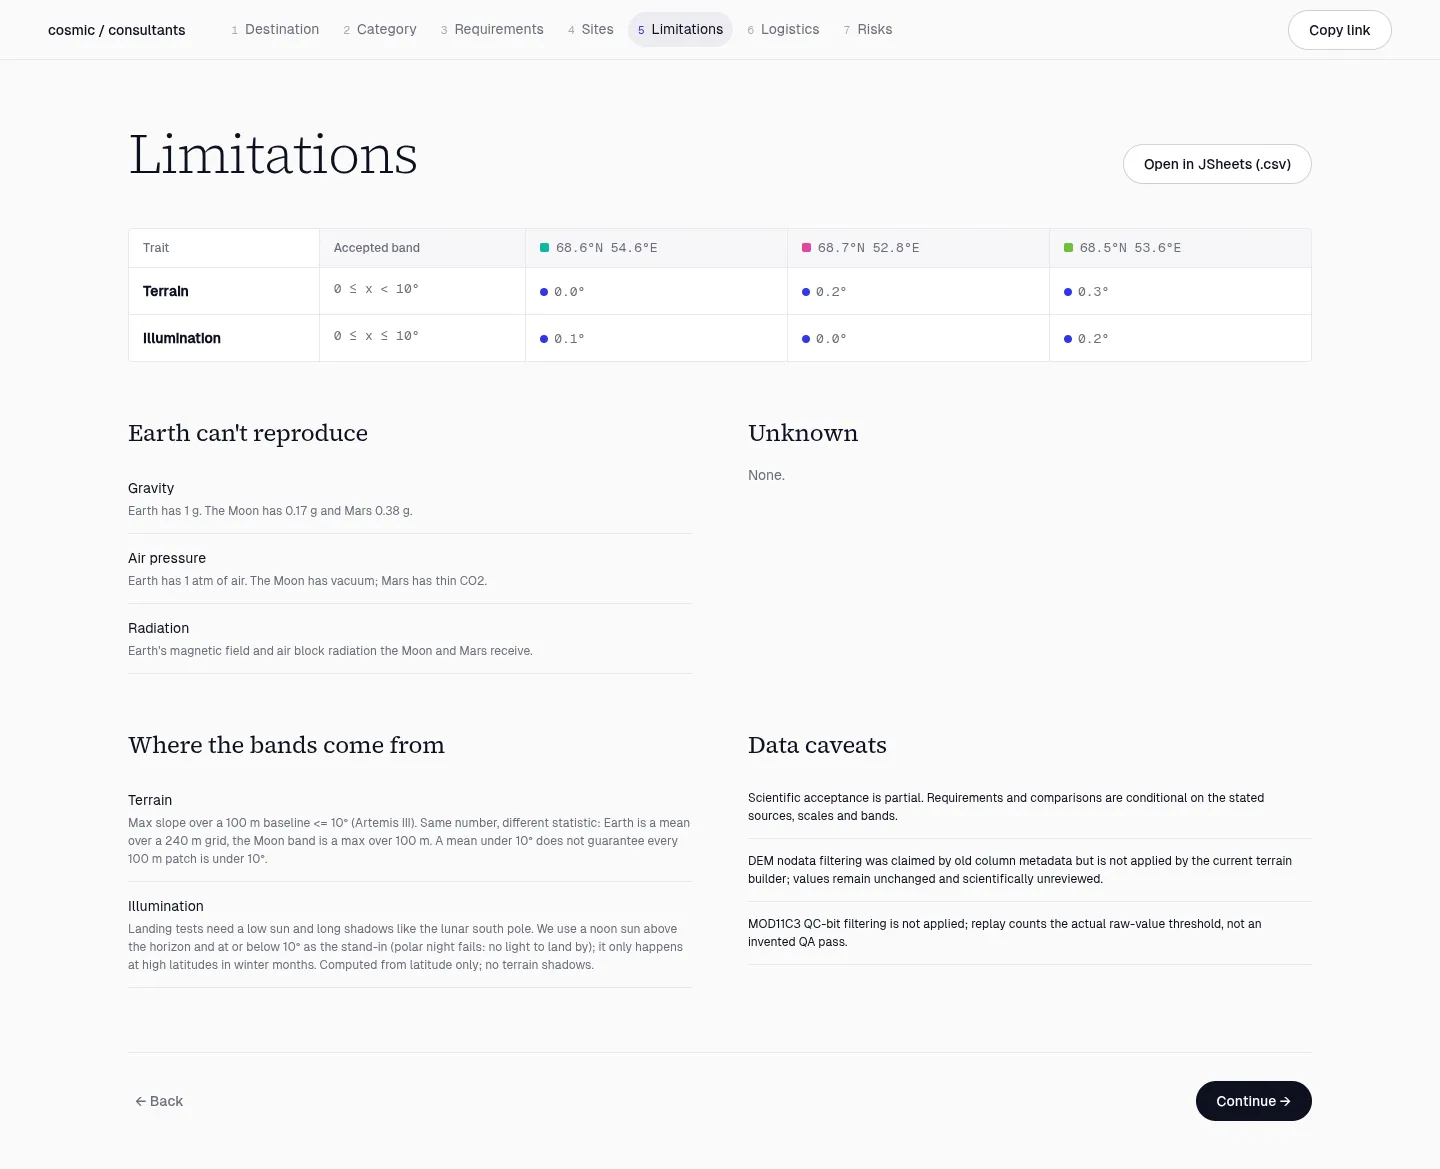 cosmic / consultants
1 Destination
2 Category
3 Requirements
4 Sites
5 Limitations
6 Logistics
7 Risks
Copy link
Limitations
Open in JSheets (.csv)
Trait
Accepted band
68.6°N 54.6°E
68.7°N 52.8°E
68.5°N 53.6°E
Terrain
0 ≤ x < 10°
0.0°
0.2°
0.3°
Illumination
0 ≤ x ≤ 10°
0.1°
0.0°
0.2°
Earth can't reproduce
Gravity
Earth has 1 g. The Moon has 0.17 g and Mars 0.38 g.
Air pressure
Earth has 1 atm of air. The Moon has vacuum; Mars has thin CO2.
Radiation
Earth's magnetic field and air block radiation the Moon and Mars receive.
Unknown
None.
Where the bands come from
Terrain
Max slope over a 100 m baseline <= 10° (Artemis III). Same number, different statistic: Earth is a mean
over a 240 m grid, the Moon band is a max over 100 m. A mean under 10° does not guarantee every
100 m patch is under 10°.
Illumination
Landing tests need a low sun and long shadows like the lunar south pole. We use a noon sun above
the horizon and at or below 10° as the stand-in (polar night fails: no light to land by); it only happens
at high latitudes in winter months. Computed from latitude only; no terrain shadows.
Data caveats
Scientific acceptance is partial. Requirements and comparisons are conditional on the stated
sources, scales and bands.
DEM nodata filtering was claimed by old column metadata but is not applied by the current terrain
builder; values remain unchanged and scientifically unreviewed.
MOD11C3 QC-bit filtering is not applied; replay counts the actual raw-value threshold, not an
invented QA pass.
← Back
Continue →